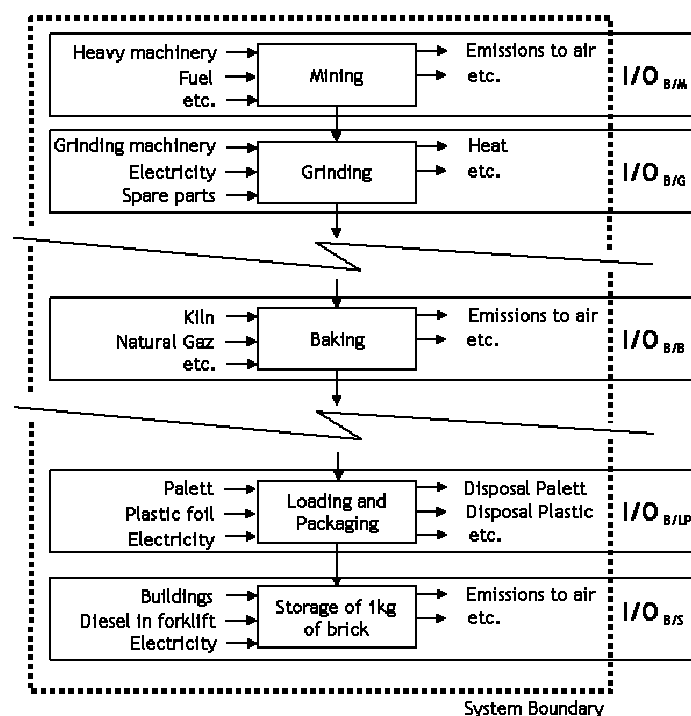 Heavy machinery
Fuel
etc.
Mining
Emissions to air
etc.
I/O B/M
Grinding machinery
Electricity
Spare parts
Grinding
Heat
etc.
I/O B/G
Kiln
Natural Gaz
etc.
Baking
Emissions to air
etc.
I/O B/B
Palett
Plastic foil
Electricity
Loading and
Packaging
Disposal Palett
Disposal Plastic
etc.
I/O B/LP
Buildings
Diesel in forklift
Electricity
Storage of 1kg
of brick
Emissions to air
etc.
I/O B/S
System Boundary